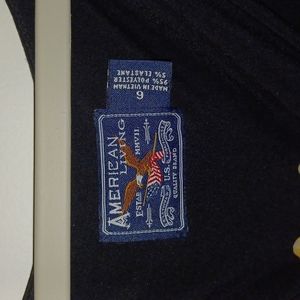 AMERICAN
LIVING
ESTAB MMVII
U.S.
QUALITY BRAND
6
MADE IN VIETNAM
95% POLYESTER
5% ELASTANE